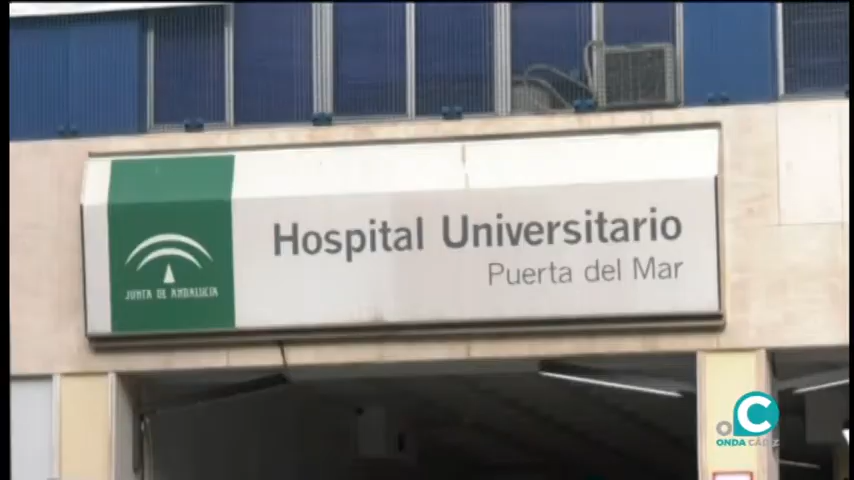 Hospital Universitario
Puerta del Mar
JUNTA DE ANDALUCIA
ONDA CÁDIZ